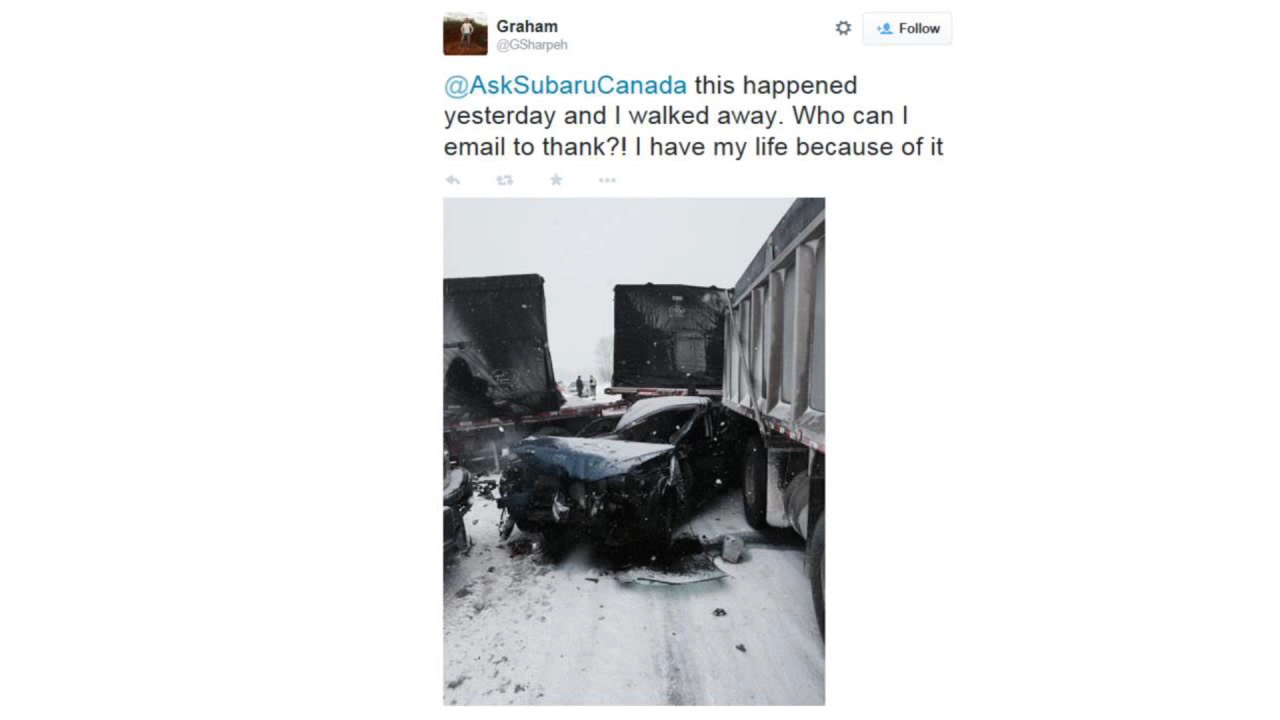 Graham
@GSharpeh
Follow
@AskSubaruCanada this happened
yesterday and I walked away. Who can I
email to thank?! I have my life because of it